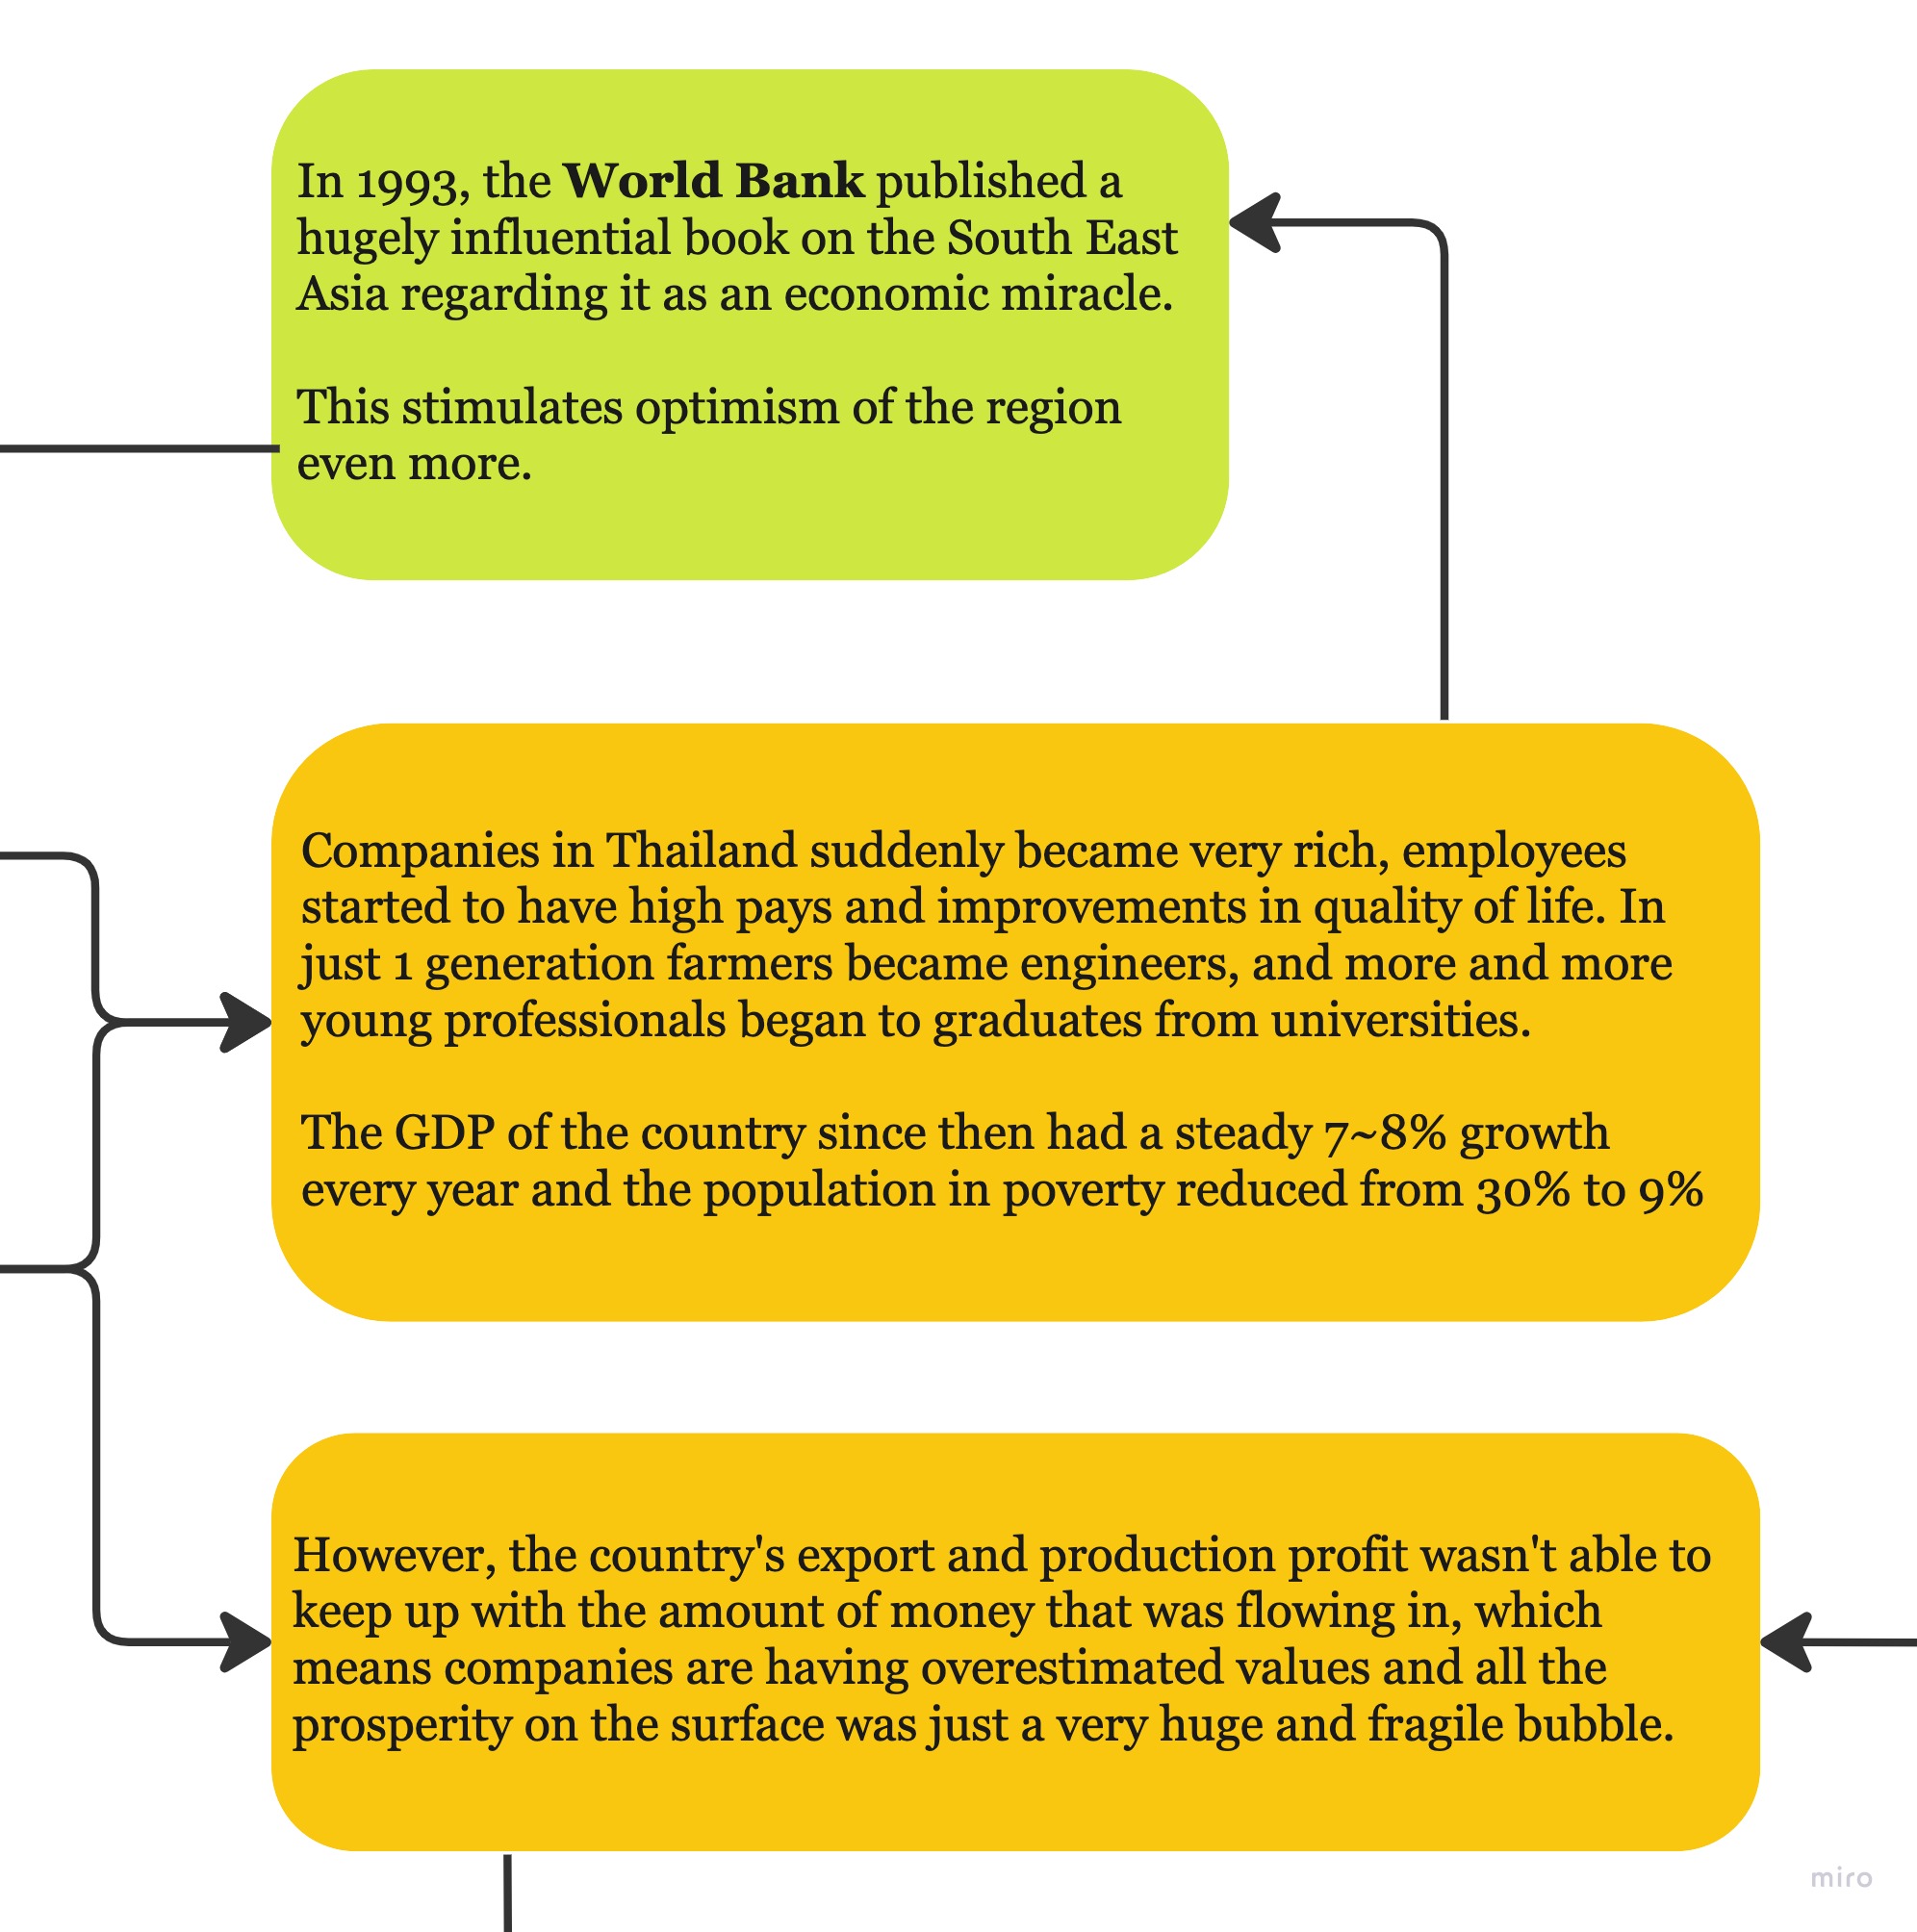 In 1993, the World Bank published a
hugely influential book on the South East
Asia regarding it as an economic miracle.
This stimulates optimism of the region
even more.
Companies in Thailand suddenly became very rich, employees
started to have high pays and improvements in quality of life. In
just 1 generation farmers became engineers, and more and more
young professionals began to graduates from universities.
The GDP of the country since then had a steady 7~8% growth
every year and the population in poverty reduced from 30% to 9%
However, the country's export and production profit wasn't able to
keep up with the amount of money that was flowing in, which
means companies are having overestimated values and all the
prosperity on the surface was just a very huge and fragile bubble.
miro